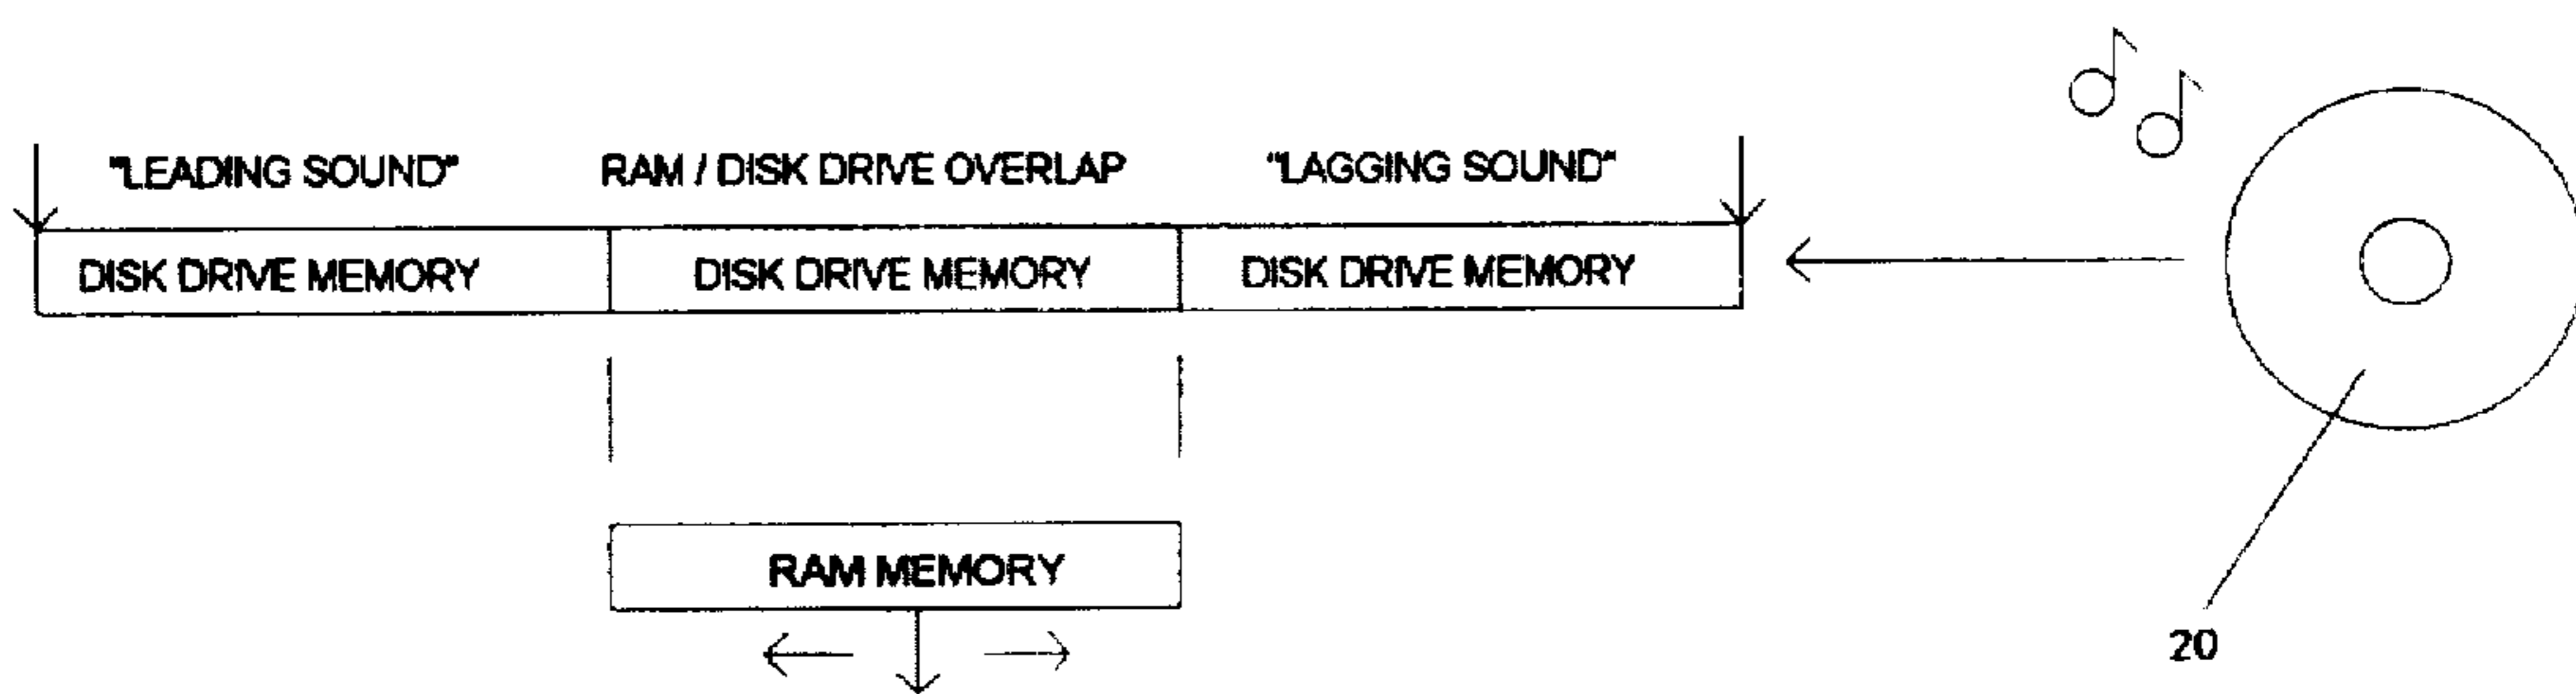 "LEADING SOUND" RAM / DISK DRIVE OVERLAP "LAGGING SOUND"
DISK DRIVE MEMORY DISK DRIVE MEMORY DISK DRIVE MEMORY
RAM MEMORY
20